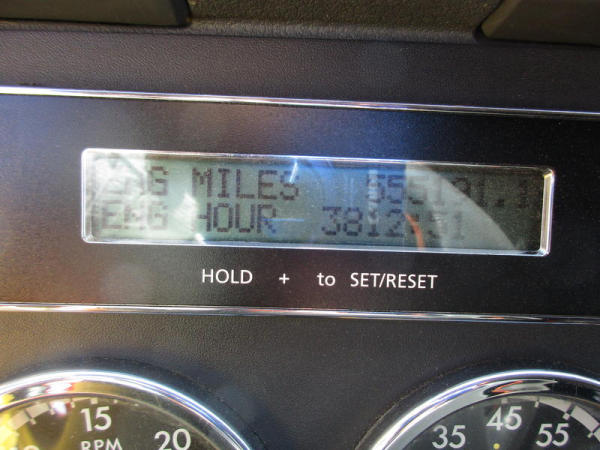 ENG MILES
ENG HOUR
HOLD + to SET/RESET
15
20
RPM
35
45
55